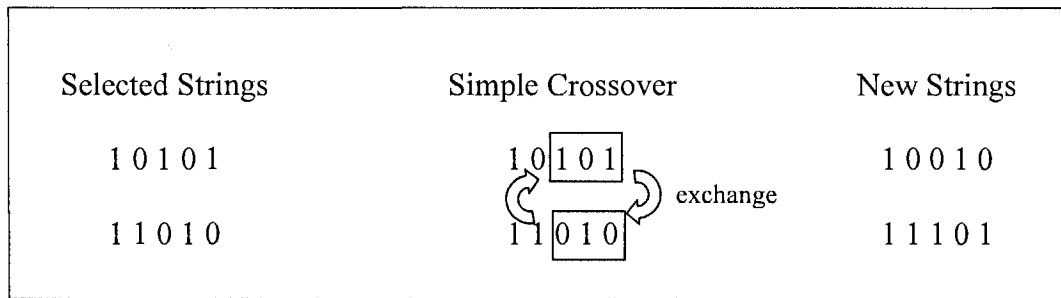 Selected Strings Simple Crossover New Strings
1 0 1 0 1 1 0 1 0 1 1 0 0 1 0
exchange
1 1 0 1 0 1 1 0 1 0 1 1 1 0 1